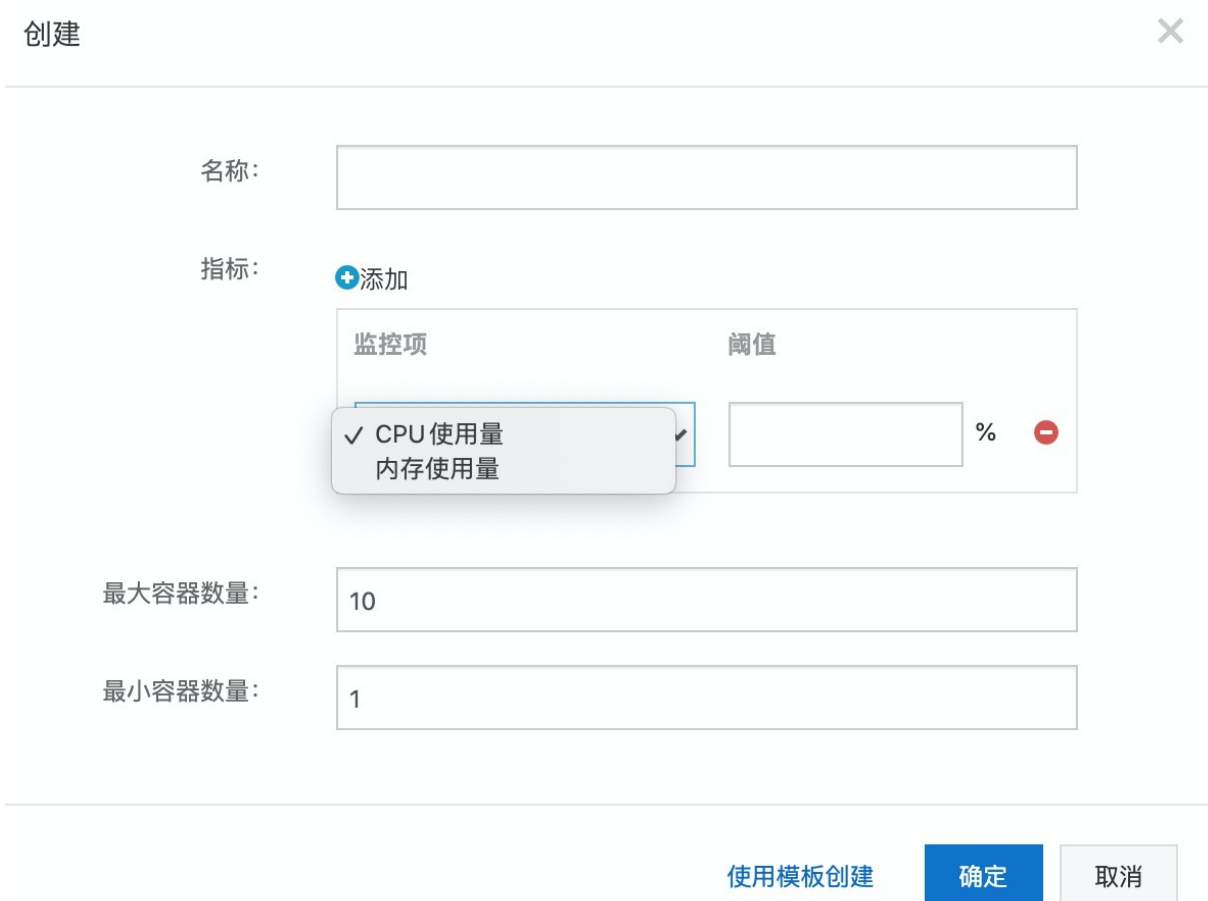 创建
名称：
指标：
添加
监控项 阈值
CPU使用量
内存使用量
%
最大容器数量：
10
最小容器数量：
1
使用模板创建 确定 取消